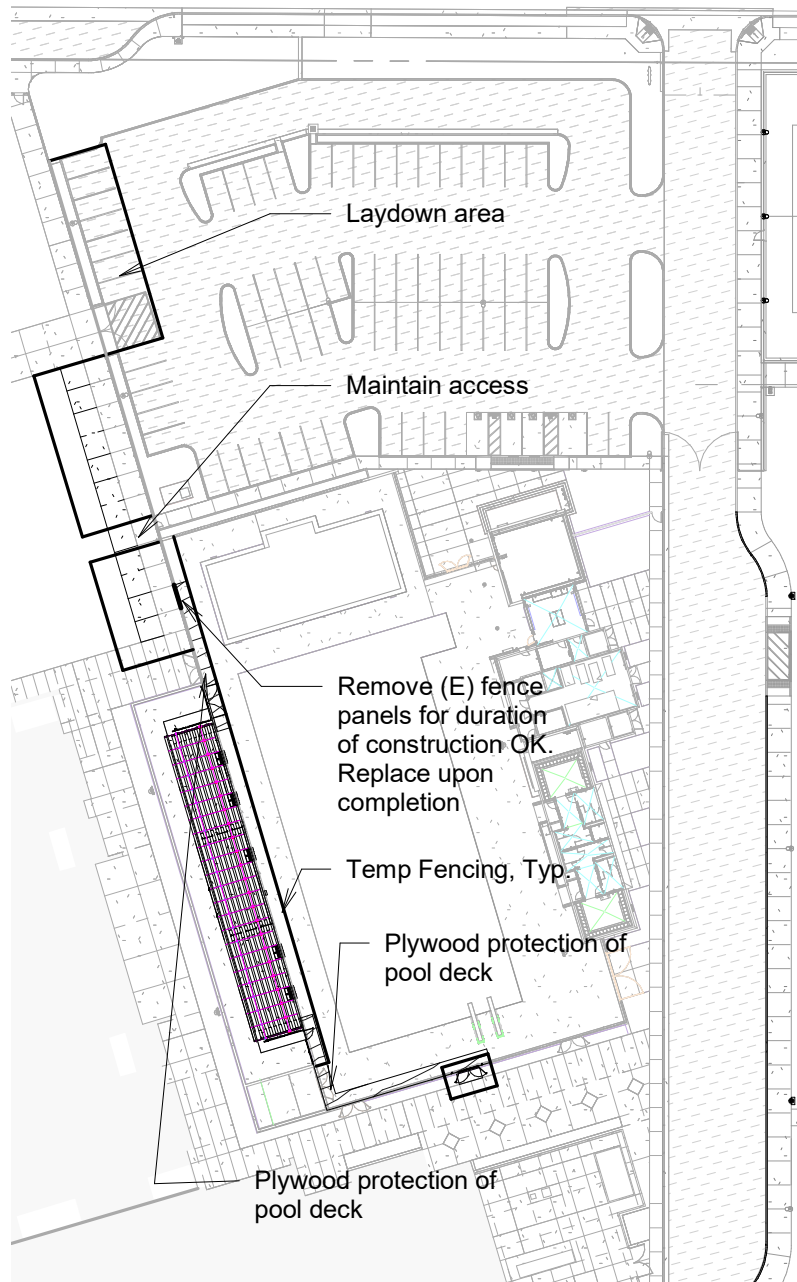 Laydown area
Maintain access
Remove (E) fence
panels for duration
of construction OK.
Replace upon
completion
Temp Fencing, Typ.
Plywood protection of
pool deck
Plywood protection of
pool deck